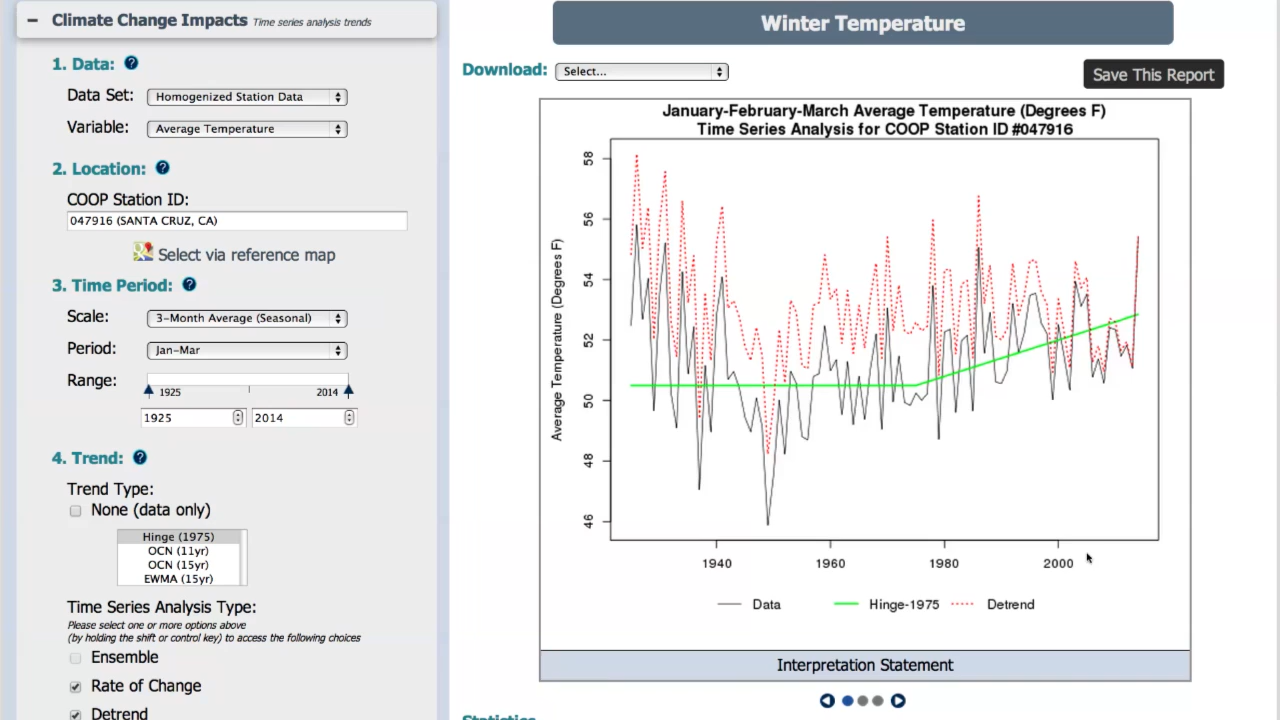 − Climate Change Impacts Time series analysis trends
1. Data: ?
Data Set: Homogenized Station Data
Variable: Average Temperature
2. Location: ?
COOP Station ID:
047916 (SANTA CRUZ, CA)
Select via reference map
3. Time Period: ?
Scale: 3-Month Average (Seasonal)
Period: Jan-Mar
Range:
1925 2014
1925 2014
4. Trend: ?
Trend Type:
None (data only)
Hinge (1975)
OCN (11yr)
OCN (15yr)
EWMA (15yr)
Time Series Analysis Type:
Please select one or more options above
(by holding the shift or control key) to access the following choices
Ensemble
Rate of Change
Detrend
Winter Temperature
Download: Select...
Save This Report
January-February-March Average Temperature (Degrees F)
Time Series Analysis for COOP Station ID #047916
Average Temperature (Degrees F)
58
56
54
52
50
48
46
1940 1960 1980 2000
Data Hinge-1975 Detrend
Interpretation Statement
Statistics